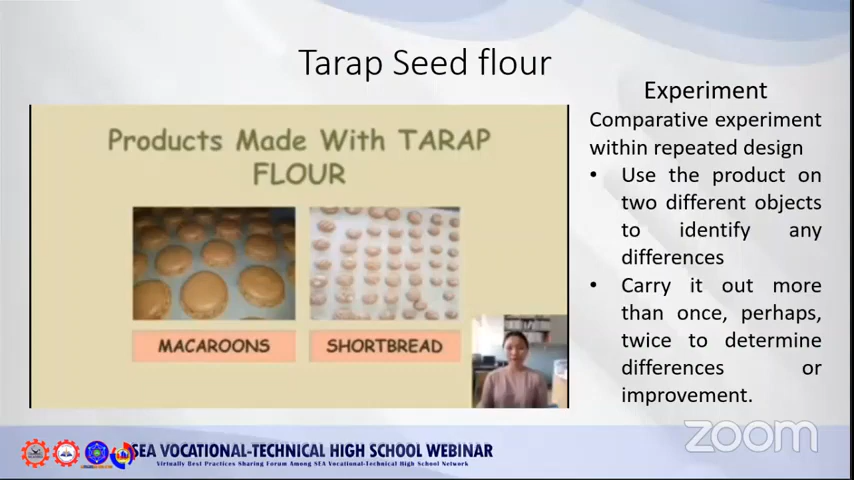 Tarap Seed flour
Products Made With TARAP
FLOUR
MACAROONS
SHORTBREAD
Experiment
Comparative experiment
within repeated design
• Use the product on
two different objects
to identify any
differences
• Carry it out more
than once, perhaps,
twice to determine
differences or
improvement.
zoom
SEA VOCATIONAL-TECHNICAL HIGH SCHOOL WEBINAR
Virtually Best Practices Sharing Forum Among SEA Vocational-Technical High School Network